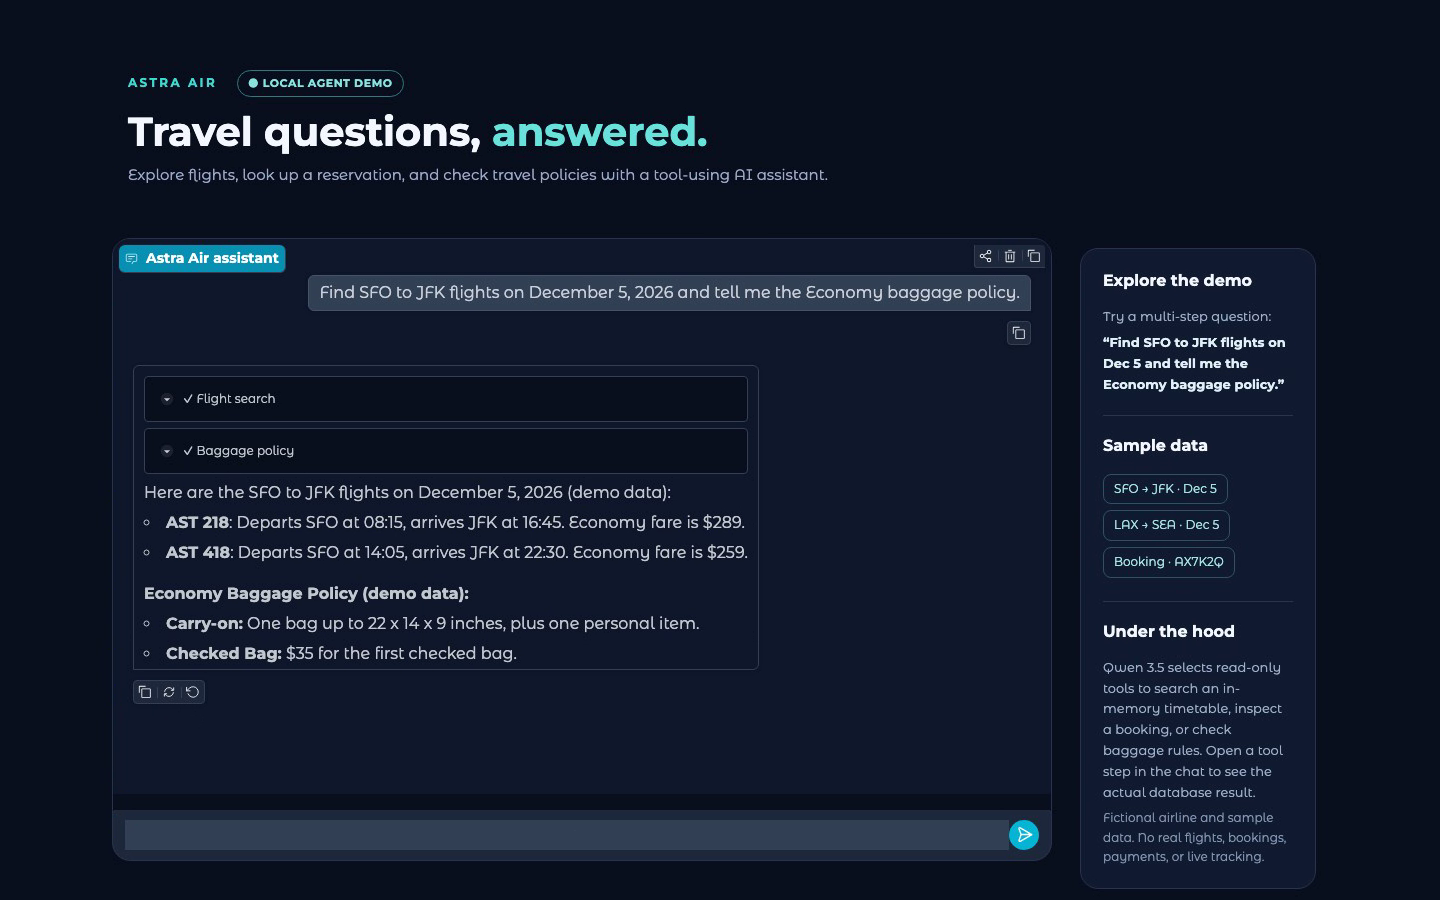 ASTRA AIR
LOCAL AGENT DEMO
Travel questions, answered.
Explore flights, look up a reservation, and check travel policies with a tool-using AI assistant.
Astra Air assistant
Find SFO to JFK flights on December 5, 2026 and tell me the Economy baggage policy.
✓ Flight search
✓ Baggage policy
Here are the SFO to JFK flights on December 5, 2026 (demo data):
AST 218: Departs SFO at 08:15, arrives JFK at 16:45. Economy fare is $289.
AST 418: Departs SFO at 14:05, arrives JFK at 22:30. Economy fare is $259.
Economy Baggage Policy (demo data):
Carry-on: One bag up to 22 x 14 x 9 inches, plus one personal item.
Checked Bag: $35 for the first checked bag.
Explore the demo
Try a multi-step question:
“Find SFO to JFK flights on
Dec 5 and tell me the
Economy baggage policy.”
Sample data
SFO → JFK · Dec 5
LAX → SEA · Dec 5
Booking · AX7K2Q
Under the hood
Qwen 3.5 selects read-only
tools to search an in-
memory timetable, inspect
a booking, or check
baggage rules. Open a tool
step in the chat to see the
actual database result.
Fictional airline and sample
data. No real flights, bookings,
payments, or live tracking.